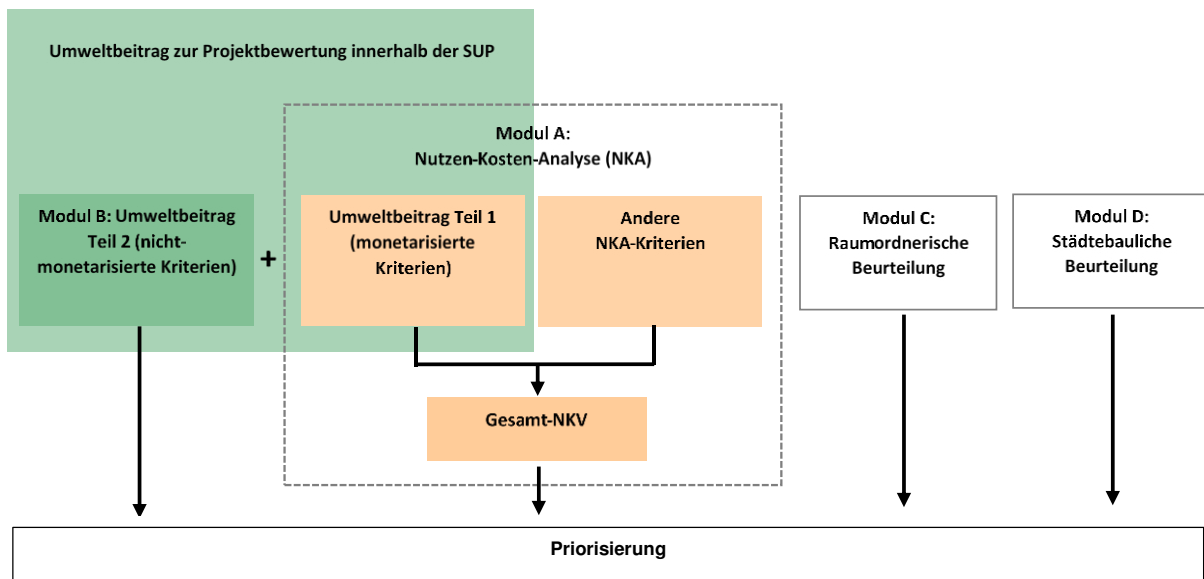 Umweltbeitrag zur Projektbewertung innerhalb der SUP
Modul A:
Nutzen-Kosten-Analyse (NKA)
Modul B: Umweltbeitrag
Teil 2 (nicht-
monetarisierte Kriterien)
+
Umweltbeitrag Teil 1
(monetarisierte
Kriterien)
Andere
NKA-Kriterien
Modul C:
Raumordnerische
Beurteilung
Modul D:
Städtebauliche
Beurteilung
Gesamt-NKV
Priorisierung